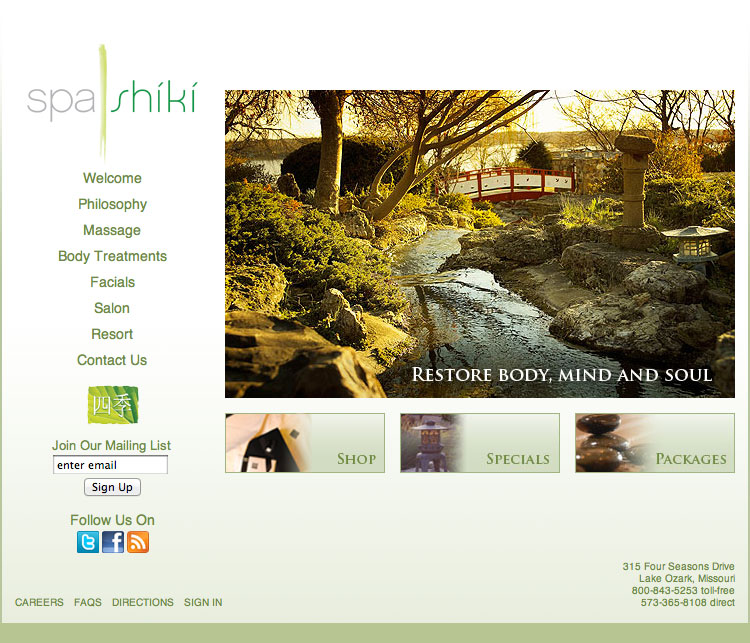 spa shiki
Welcome
Philosophy
Massage
Body Treatments
Facials
Salon
Resort
Contact Us
四季
Join Our Mailing List
enter email
Sign Up
Follow Us On
Restore body, mind and soul
Shop
Specials
Packages
315 Four Seasons Drive
Lake Ozark, Missouri
800-843-5253 toll-free
573-365-8108 direct
CAREERS FAQS DIRECTIONS SIGN IN